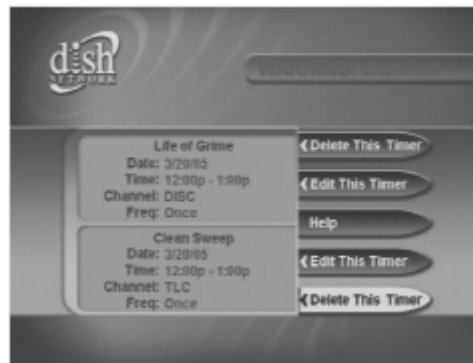 dish
NETWORK
WARNING: Conflict
Life of Grime
Date: 3/20/05
Time: 12:00p - 1:00p
Channel: DISC
Freq: Once
Clean Sweep
Date: 3/20/05
Time: 12:00p - 1:00p
Channel: TLC
Freq: Once
Delete This Timer
Edit This Timer
Help
Edit This Timer
Delete This Timer